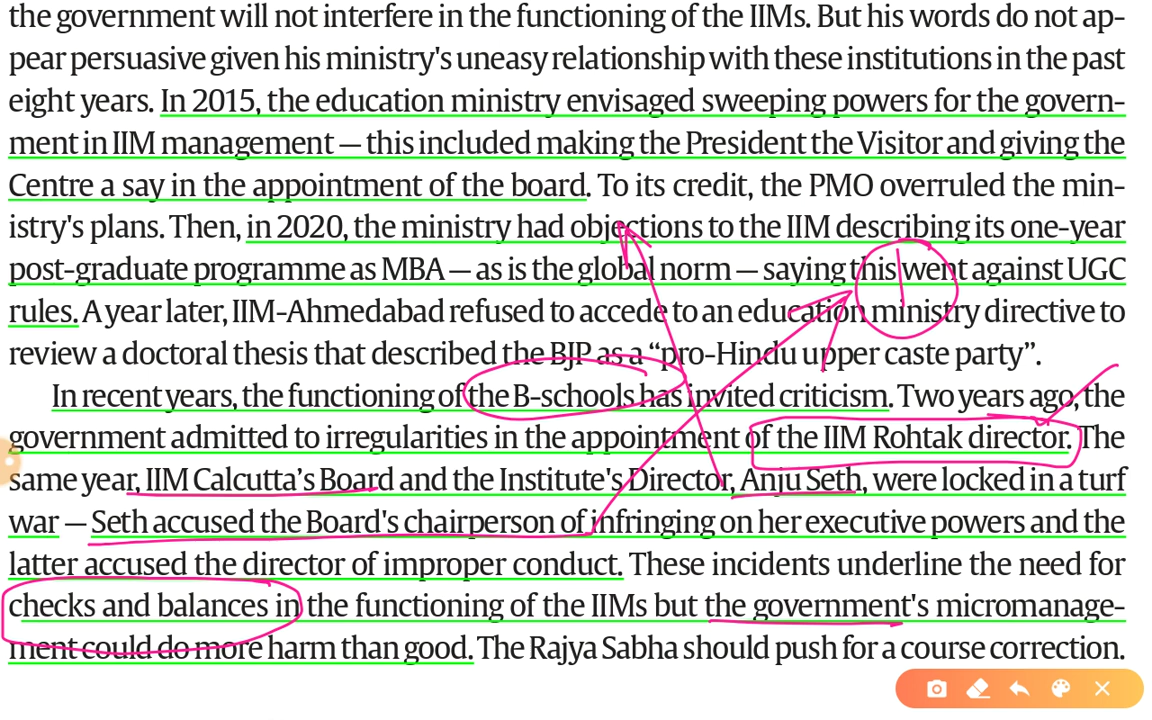 the government will not interfere in the functioning of the IIMs. But his words do not ap-
pear persuasive given his ministry's uneasy relationship with these institutions in the past
eight years. In 2015, the education ministry envisaged sweeping powers for the govern-
ment in IIM management — this included making the President the Visitor and giving the
Centre a say in the appointment of the board. To its credit, the PMO overruled the min-
istry's plans. Then, in 2020, the ministry had objections to the IIM describing its one-year
post-graduate programme as MBA — as is the global norm — saying this went against UGC
rules. A year later, IIM-Ahmedabad refused to accede to an education ministry directive to
review a doctoral thesis that described the BJP as a “pro-Hindu upper caste party”.
In recent years, the functioning of the B-schools has invited criticism. Two years ago, the
government admitted to irregularities in the appointment of the IIM Rohtak director. The
same year, IIM Calcutta’s Board and the Institute's Director, Anju Seth, were locked in a turf
war — Seth accused the Board's chairperson of infringing on her executive powers and the
latter accused the director of improper conduct. These incidents underline the need for
checks and balances in the functioning of the IIMs but the government's micromanage-
ment could do more harm than good. The Rajya Sabha should push for a course correction.